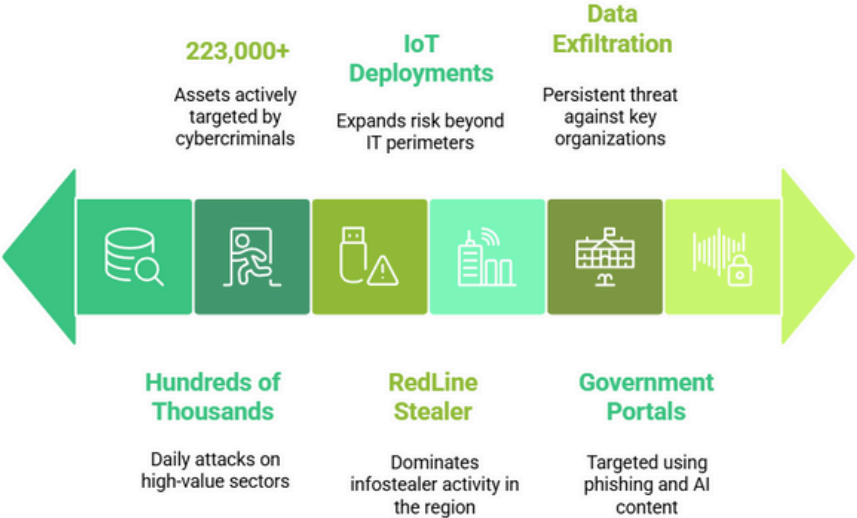 223,000+
Assets actively
targeted by
cybercriminals
IoT
Deployments
Expands risk beyond
IT perimeters
Data
Exfiltration
Persistent threat
against key
organizations
Hundreds of
Thousands
Daily attacks on
high-value sectors
RedLine
Stealer
Dominates
infostealer activity in
the region
Government
Portals
Targeted using
phishing and AI
content